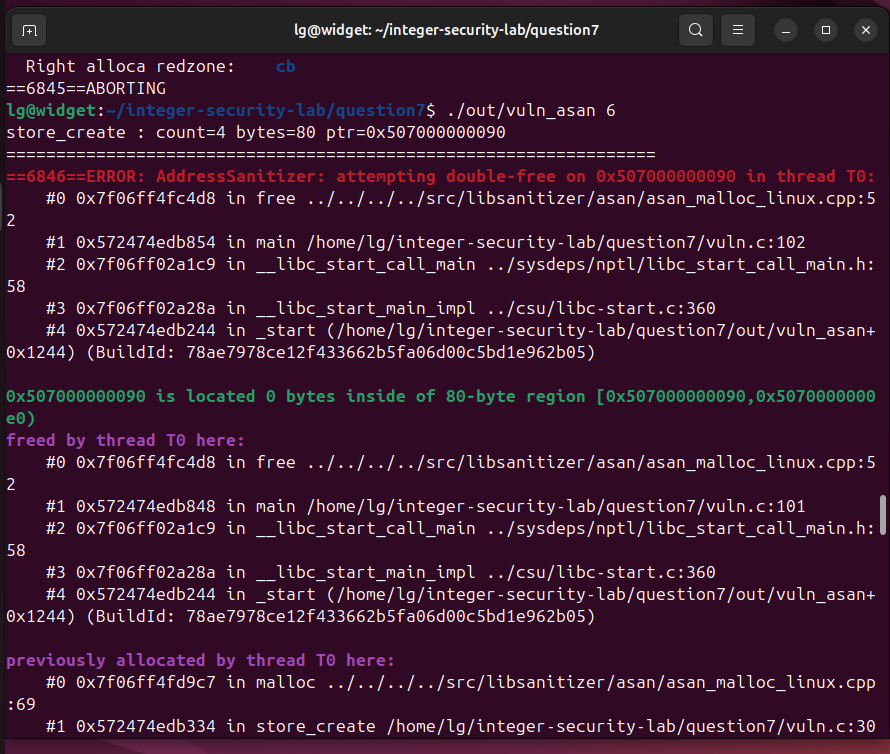 lg@widget: ~/integer-security-lab/question7
  Right alloca redzone:    cb
==6845==ABORTING
lg@widget:~/integer-security-lab/question7$ ./out/vuln_asan 6
store_create : count=4 bytes=80 ptr=0x507000000090
=================================================================
==6846==ERROR: AddressSanitizer: attempting double-free on 0x507000000090 in thread T0:
    #0 0x7f06ff4fc4d8 in free ../../../../src/libsanitizer/asan/asan_malloc_linux.cpp:5
2
    #1 0x572474edb854 in main /home/lg/integer-security-lab/question7/vuln.c:102
    #2 0x7f06ff02a1c9 in __libc_start_call_main ../sysdeps/nptl/libc_start_call_main.h:
58
    #3 0x7f06ff02a28a in __libc_start_main_impl ../csu/libc-start.c:360
    #4 0x572474edb244 in _start (/home/lg/integer-security-lab/question7/out/vuln_asan+
0x1244) (BuildId: 78ae7978ce12f433662b5fa06d00c5bd1e962b05)

0x507000000090 is located 0 bytes inside of 80-byte region [0x507000000090,0x5070000000
e0)
freed by thread T0 here:
    #0 0x7f06ff4fc4d8 in free ../../../../src/libsanitizer/asan/asan_malloc_linux.cpp:5
2
    #1 0x572474edb848 in main /home/lg/integer-security-lab/question7/vuln.c:101
    #2 0x7f06ff02a1c9 in __libc_start_call_main ../sysdeps/nptl/libc_start_call_main.h:
58
    #3 0x7f06ff02a28a in __libc_start_main_impl ../csu/libc-start.c:360
    #4 0x572474edb244 in _start (/home/lg/integer-security-lab/question7/out/vuln_asan+
0x1244) (BuildId: 78ae7978ce12f433662b5fa06d00c5bd1e962b05)

previously allocated by thread T0 here:
    #0 0x7f06ff4fd9c7 in malloc ../../../../src/libsanitizer/asan/asan_malloc_linux.cpp
:69
    #1 0x572474edb334 in store_create /home/lg/integer-security-lab/question7/vuln.c:30